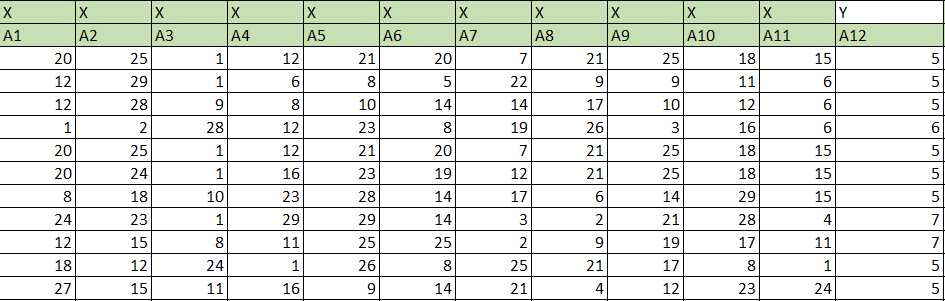 X X X X X X X X X X X Y
A1 A2 A3 A4 A5 A6 A7 A8 A9 A10 A11 A12
20 25 1 12 21 20 7 21 25 18 15 5
12 29 1 6 8 5 22 9 9 11 6 5
12 28 9 8 10 14 14 17 10 12 6 5
1 2 28 12 23 8 19 26 3 16 6 6
20 25 1 12 21 20 7 21 25 18 15 5
20 24 1 16 23 19 12 21 25 18 15 5
8 18 10 23 28 14 17 6 14 29 15 5
24 23 1 29 29 14 3 2 21 28 4 7
12 15 8 11 25 25 2 9 19 17 11 7
18 12 24 1 26 8 25 21 17 8 1 5
27 15 11 16 9 14 21 4 12 23 24 5